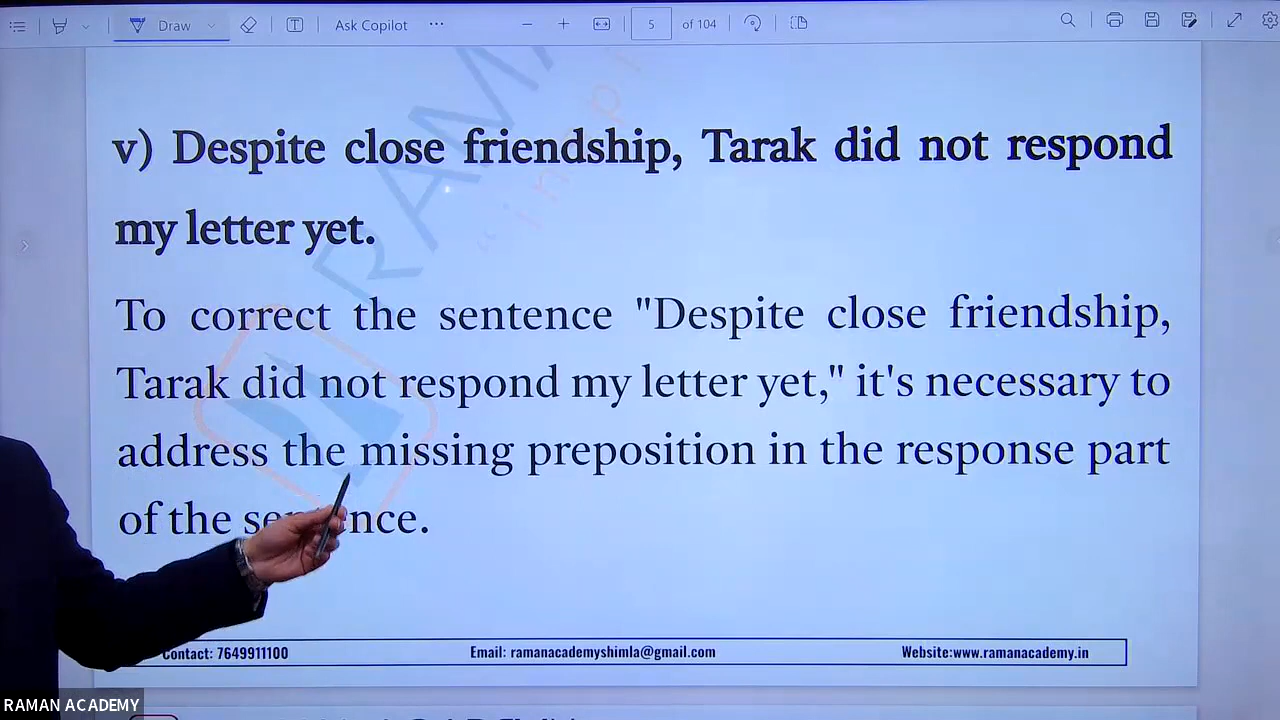 Draw
Ask Copilot
5
of 104
v) Despite close friendship, Tarak did not respond
my letter yet.
To correct the sentence "Despite close friendship,
Tarak did not respond my letter yet," it's necessary to
address the missing preposition in the response part
of the
Contact: 7649911100
Email: ramanacademyshimla@gmail.com
Website:www.ramanacademy.in
RAMAN ACADEMY